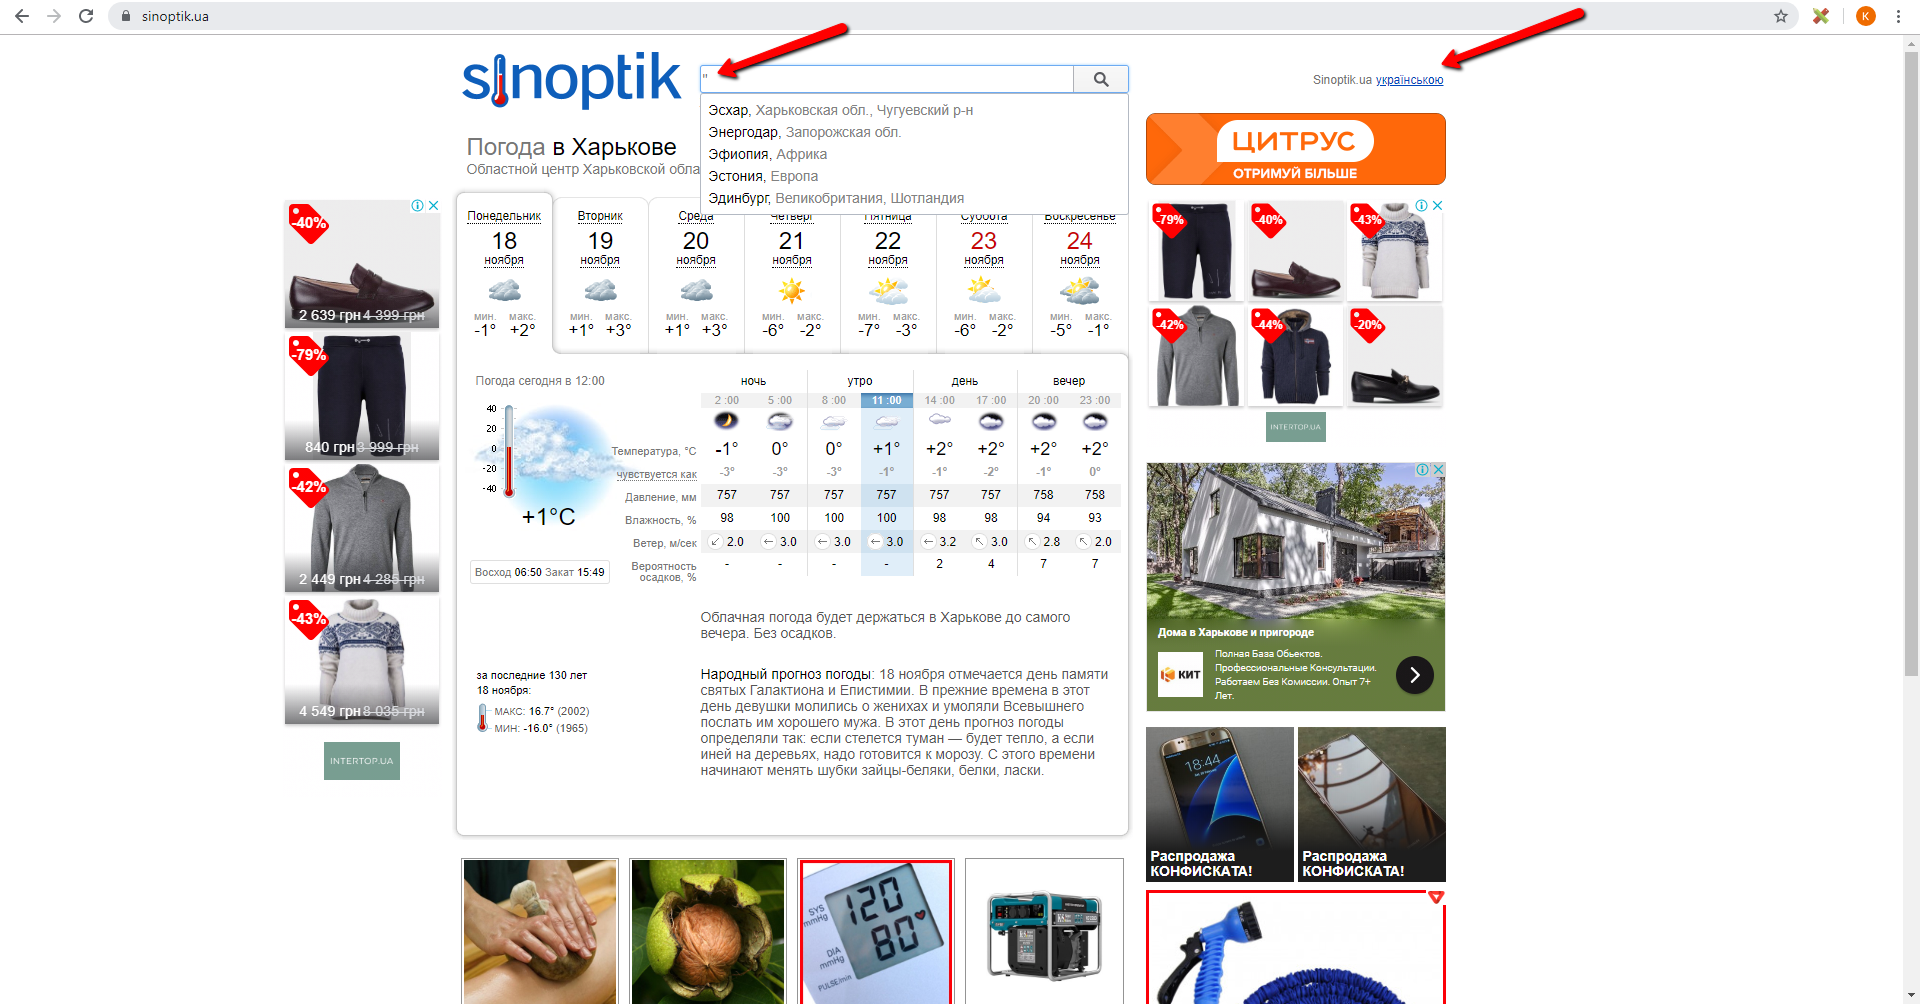 sinoptik.ua
sinoptik
"
Sinoptik.ua українською
Эсхар, Харьковская обл., Чугуевский р-н
Энергодар, Запорожская обл.
Эфиопия, Африка
Эстония, Европа
Эдинбург, Великобритания, Шотландия
Погода в Харькове
Областной центр Харьковской обла
ЦИТРУС
ОТРИМУЙ БІЛЬШЕ
Понедельник Вторник Среда Четверг Пятница Суббота Воскресенье
18 19 20 21 22 23 24
ноября ноября ноября ноября ноября ноября ноября
мин. макс. мин. макс. мин. макс. мин. макс. мин. макс. мин. макс. мин. макс.
-1° +2° +1° +3° +1° +3° -6° -2° -7° -3° -6° -2° -5° -1°
Погода сегодня в 12:00
ночь утро день вечер
2 :00 5 :00 8 :00 11 :00 14 :00 17 :00 20 :00 23 :00
40
20
0
-20
-40
+1°C
Температура, °C -1° 0° 0° +1° +2° +2° +2° +2°
чувствуется как -3° -3° -3° -1° -1° -2° -1° 0°
Давление, мм 757 757 757 757 757 757 758 758
Влажность, % 98 100 100 100 98 98 94 93
Ветер, м/сек 2.0 3.0 3.0 3.0 3.2 3.0 2.8 2.0
Вероятность
осадков, % - - - - 2 4 7 7
Восход 06:50 Закат 15:49
Облачная погода будет держаться в Харькове до самого
вечера. Без осадков.
за последние 130 лет
18 ноября:
МАКС: 16.7° (2002)
МИН: -16.0° (1965)
Народный прогноз погоды: 18 ноября отмечается день памяти
святых Галактиона и Епистимии. В прежние времена в этот
день девушки молились о женихах и умоляли Всевышнего
послать им хорошего мужа. В этот день прогноз погоды
определяли так: если стелется туман — будет тепло, а если
иней на деревьях, надо готовится к морозу. С этого времени
начинают менять шубки зайцы-беляки, белки, ласки.
-40%
2 639 грн 4 399 грн
-79%
840 грн 3 999 грн
-42%
2 449 грн 4 285 грн
-43%
4 549 грн 8 035 грн
INTERTOP.UA
-79% -40% -43%
-42% -44% -20%
INTERTOP.UA
Дома в Харькове и пригороде
КИТ
Полная База Обьектов.
Профессиональные Консультации.
Работаем Без Комиссии. Опыт 7+
Лет.
18:44
Распродажа
КОНФИСКАТА!
Распродажа
КОНФИСКАТА!
SYS
mmHg
120
DIA
mmHg
80
PULSE/min
K